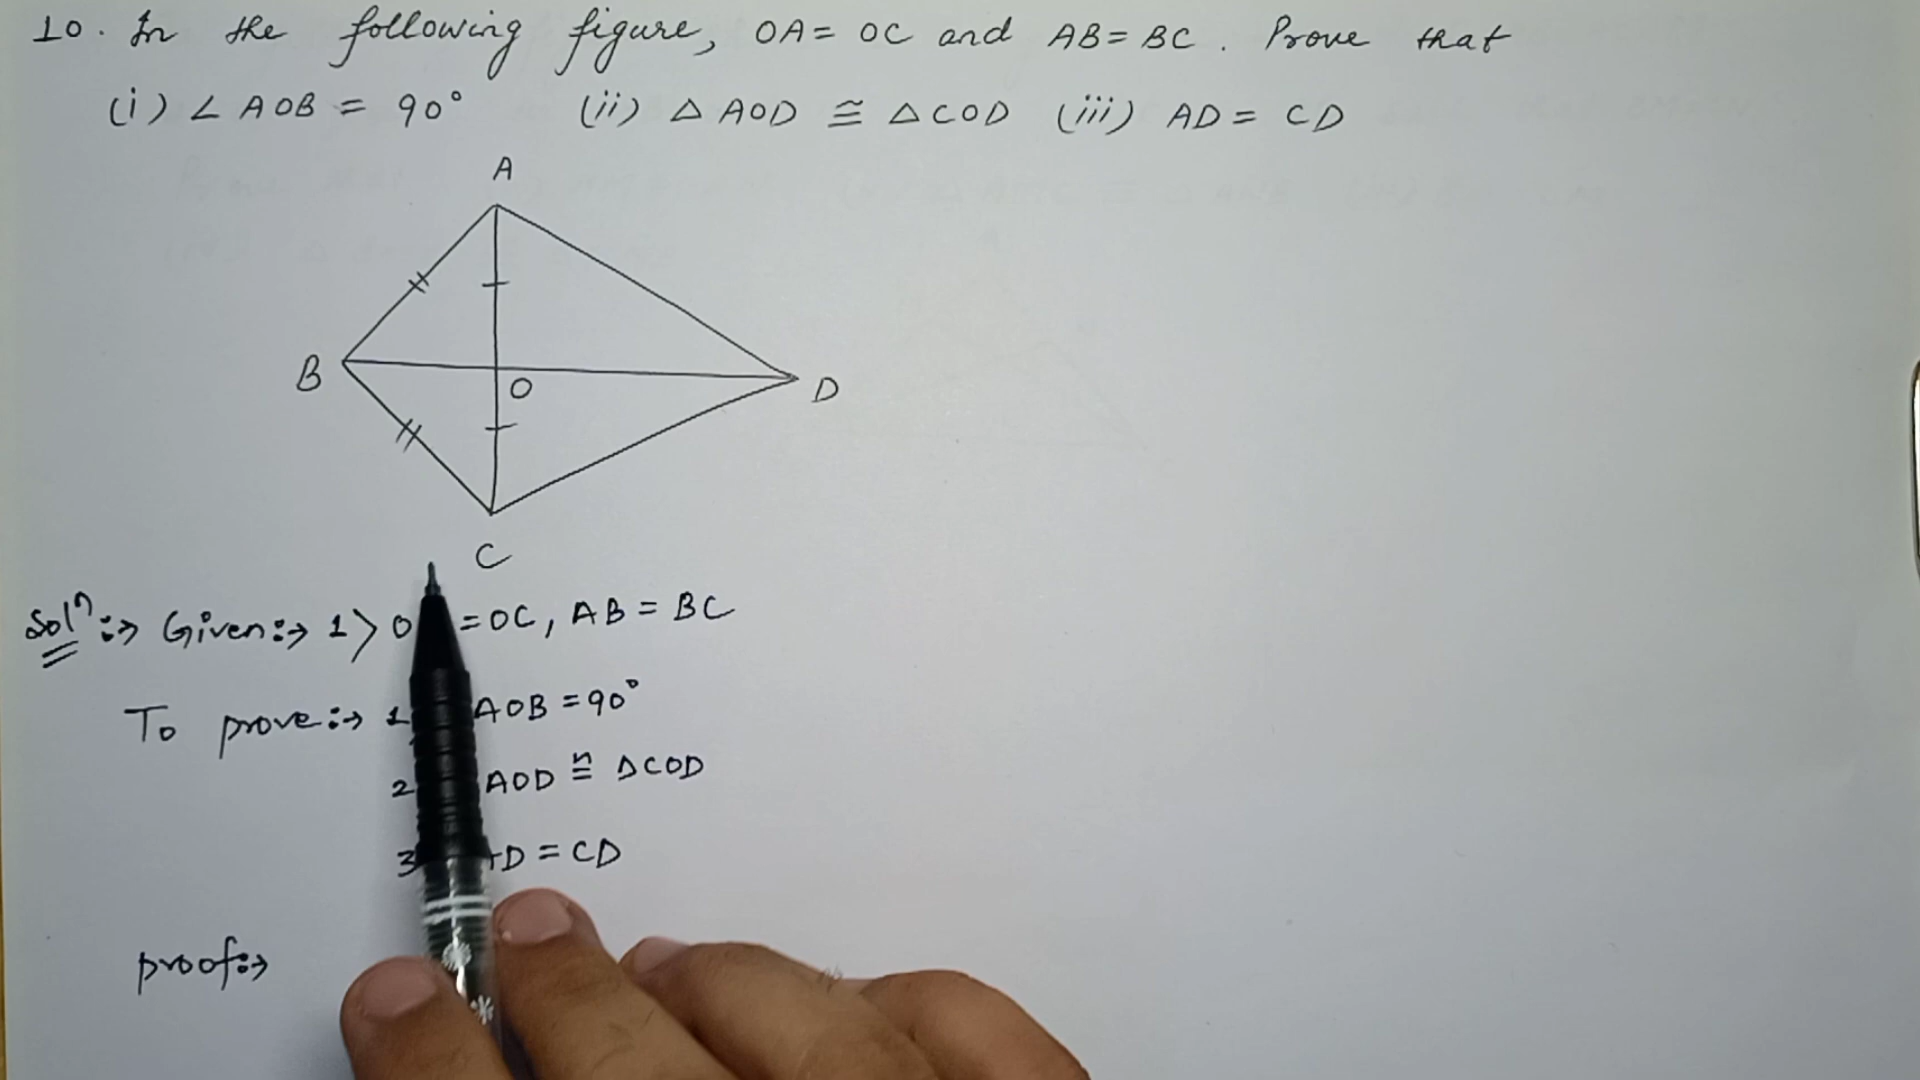 10. In the following figure, OA = OC and AB = BC. Prove that
(i) ∠AOB = 90° (ii) △AOD ≅ △COD (iii) AD = CD
A
B
O
D
C
Solⁿ:→ Given:→ 1> O = OC, AB = BC
To prove:→ 1 AOB = 90°
2 AOD ≅ △COD
3 D = CD
proof:→